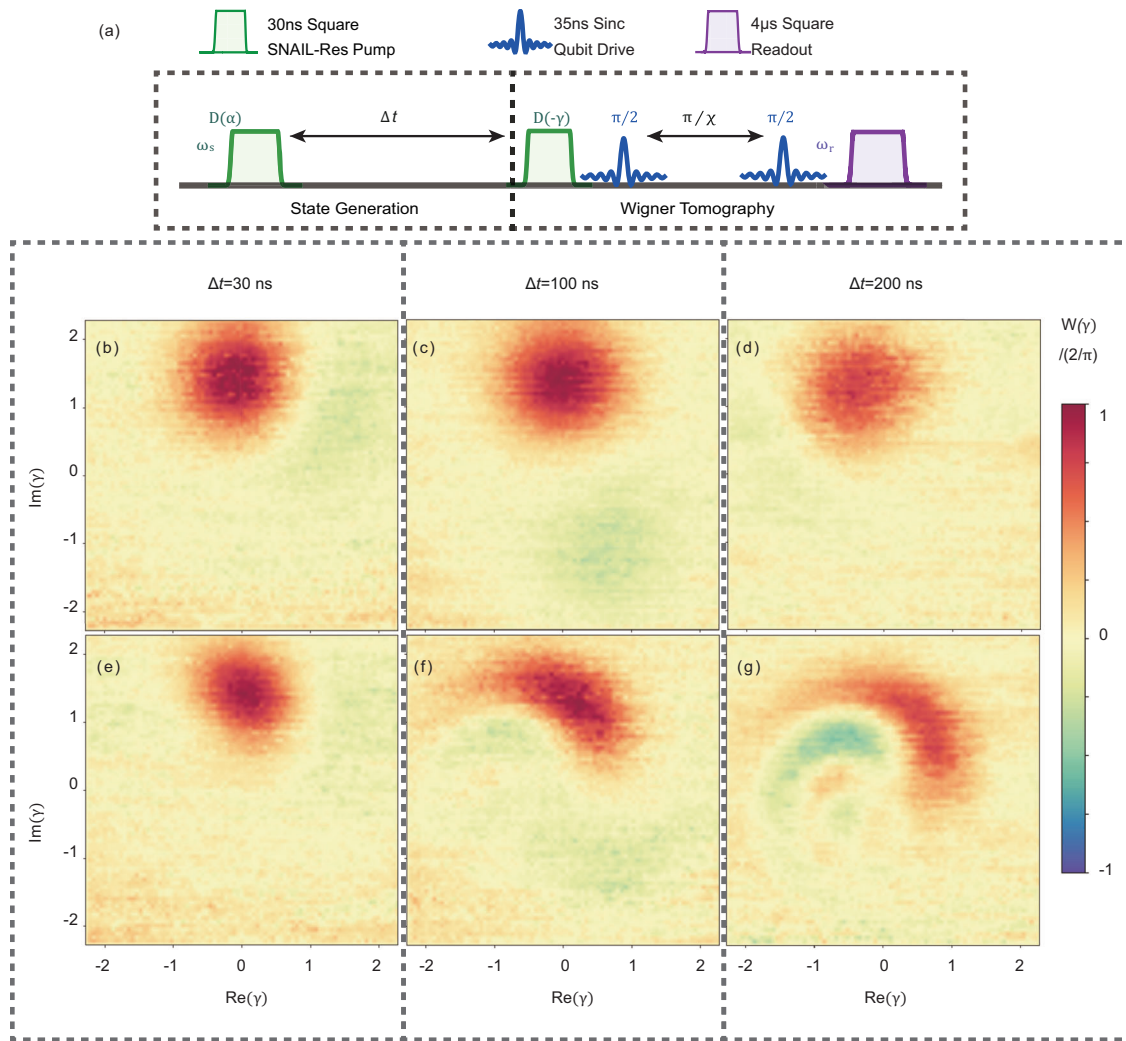 (a)
30ns Square
SNAIL-Res Pump
35ns Sinc
Qubit Drive
4μs Square
Readout
D(α)
Δt
D(-γ)
π/2
π/χ
π/2
ωs
ωr
State Generation
Wigner Tomography
Δt=30 ns
Δt=100 ns
Δt=200 ns
W(γ)
/(2/π)
(b)
(c)
(d)
2
1
0
-1
-2
Im(γ)
1
0
-1
(e)
(f)
(g)
2
1
0
-1
-2
Im(γ)
-2 -1 0 1 2
-2 -1 0 1 2
-2 -1 0 1 2
Re(γ)
Re(γ)
Re(γ)